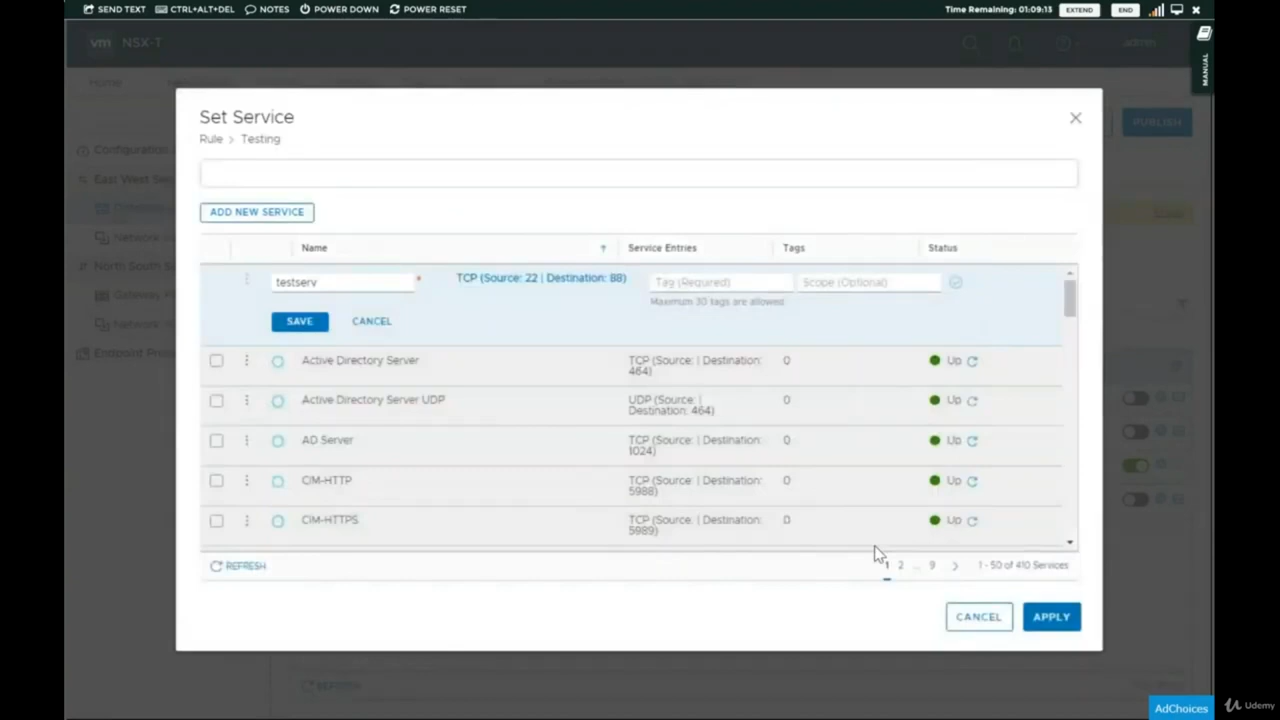 SEND TEXT CTRL+ALT+DEL NOTES POWER DOWN POWER RESET Time Remaining: 01:09:13 EXTEND END
vm NSX-T admin
MANUAL
Home
Set Service
Rule > Testing
PUBLISH
Configuration
East West
ADD NEW SERVICE
Name Service Entries Tags Status
testserv * TCP (Source: 22 | Destination: 88) Tag (Required) Scope (Optional)
Maximum 30 tags are allowed
SAVE CANCEL
North South
Gateway
Network
Endpoint
Active Directory Server TCP (Source: | Destination: 464) 0 Up
Active Directory Server UDP UDP (Source: | Destination: 464) 0 Up
AD Server TCP (Source: | Destination: 1024) 0 Up
CIM-HTTP TCP (Source: | Destination: 5988) 0 Up
CIM-HTTPS TCP (Source: | Destination: 5989) 0 Up
REFRESH 1 2 ... 9 1 - 50 of 410 Services
CANCEL APPLY
REFRESH
AdChoices Udemy